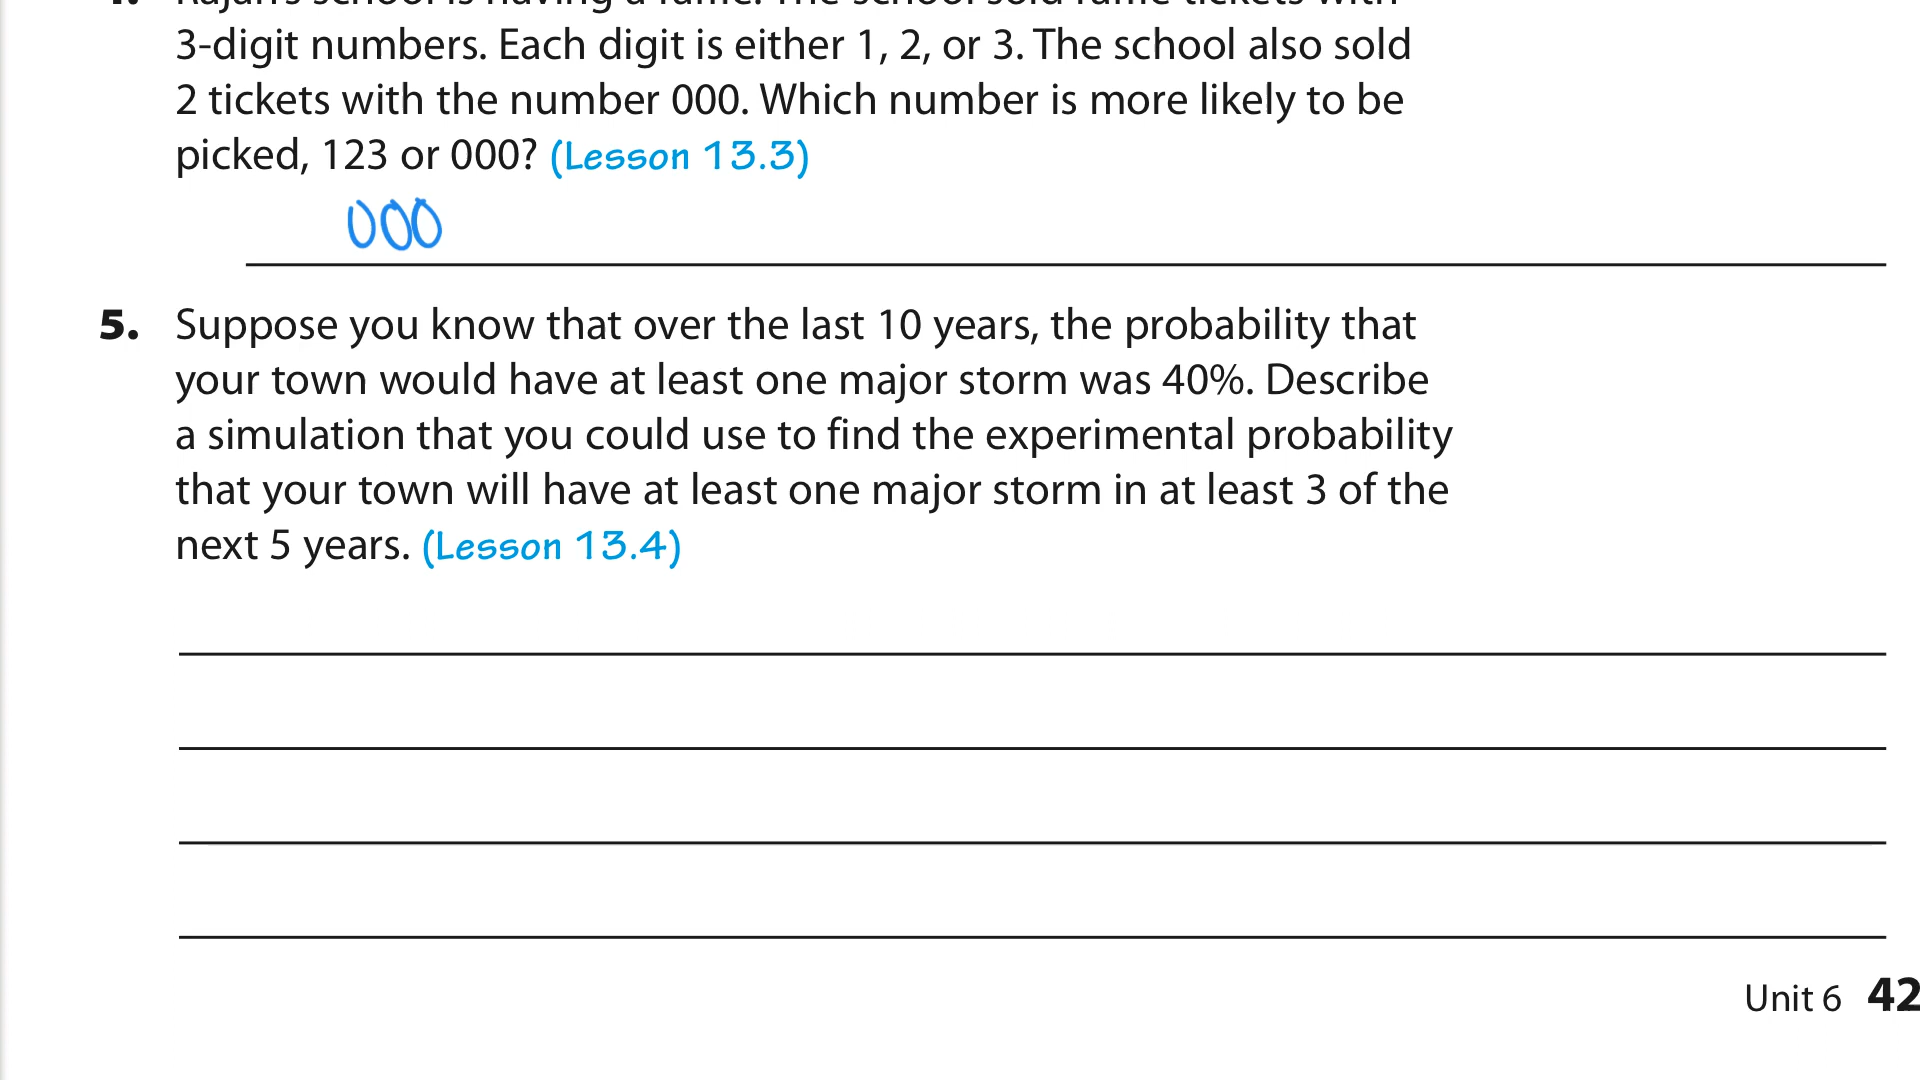 3-digit numbers. Each digit is either 1, 2, or 3. The school also sold
2 tickets with the number 000. Which number is more likely to be
picked, 123 or 000? (Lesson 13.3)
000
5. Suppose you know that over the last 10 years, the probability that
your town would have at least one major storm was 40%. Describe
a simulation that you could use to find the experimental probability
that your town will have at least one major storm in at least 3 of the
next 5 years. (Lesson 13.4)
Unit 6 42